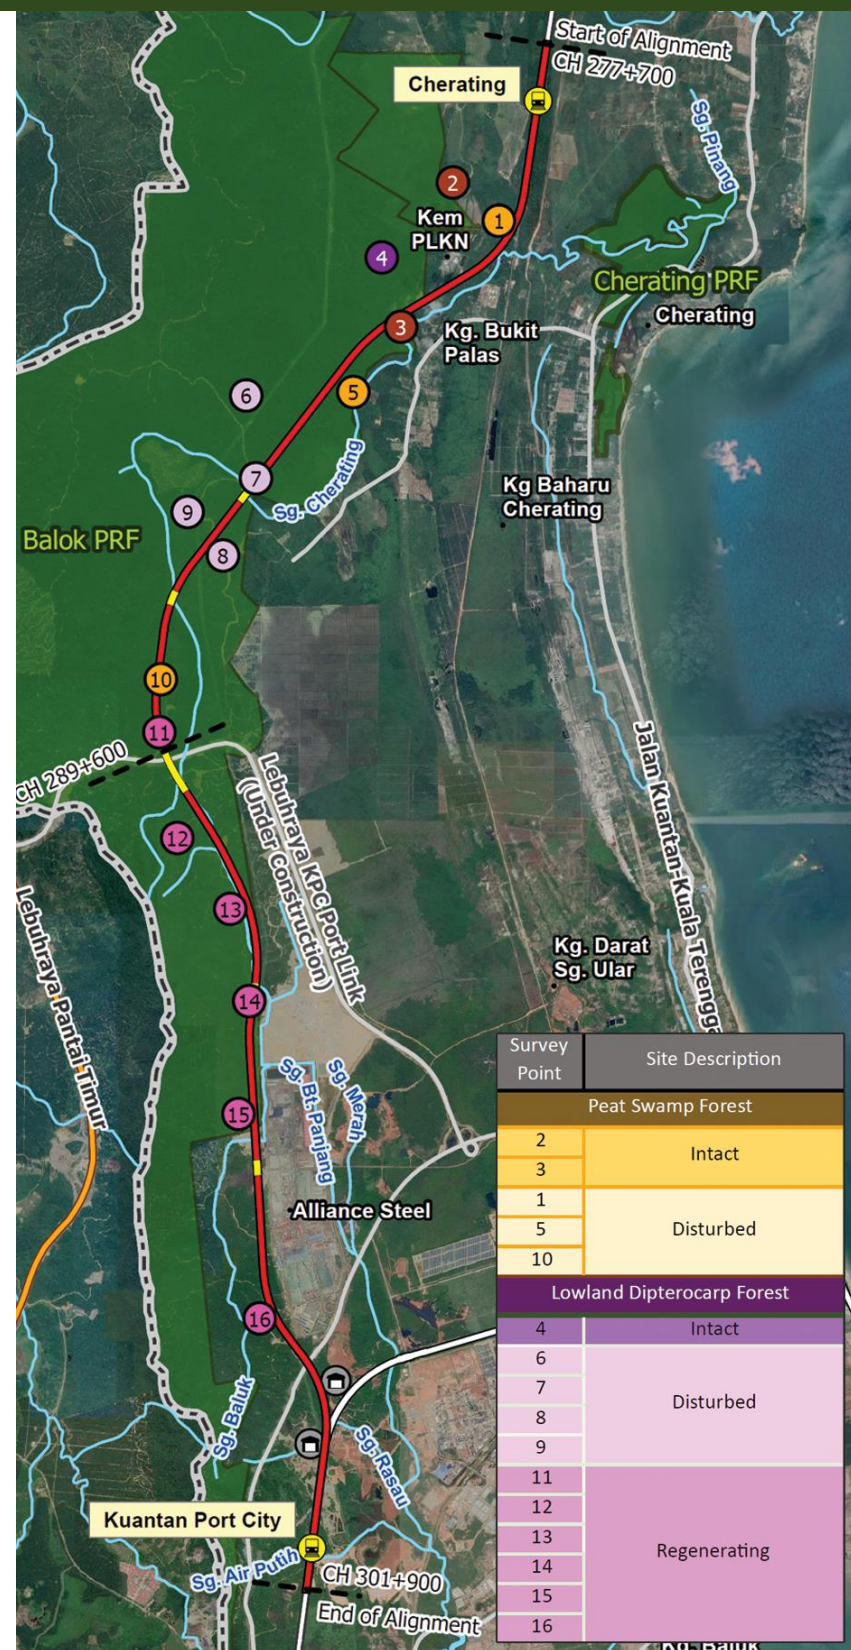 Start of Alignment
CH 277+700
Cherating
Sg. Pinang
2
1
Kem
PLKN
4
Cherating PRF
Cherating
3
Kg. Bukit
Palas
6
5
7
Sg. Cherating
Kg Baharu
Cherating
9
Balok PRF
8
10
11
CH 289+600
Jalan Kuantan-Kuala Terengg
Lebuhraya KPC Port Link
(Under Construction)
12
Lebuhraya Pantai Timur
13
Kg. Darat
Sg. Ular
14
Sg. Bt. Panjang
Sg. Merah
15
Alliance Steel
16
Sg. Baluk
Sg. Rasau
Kuantan Port City
Sg. Air Putih
CH 301+900
End of Alignment
Survey Point
Site Description
Peat Swamp Forest
2
Intact
3
1
5
Disturbed
10
Lowland Dipterocarp Forest
4
Intact
6
7
Disturbed
8
9
11
12
13
Regenerating
14
15
16
Kg. Baluk